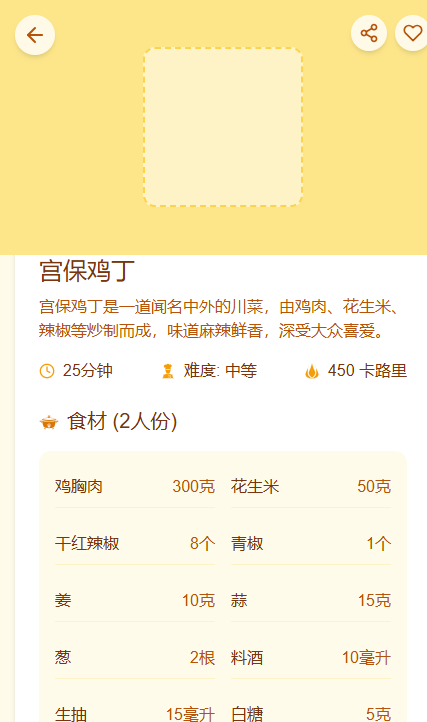 宫保鸡丁
宫保鸡丁是一道闻名中外的川菜，由鸡肉、花生米、
辣椒等炒制而成，味道麻辣鲜香，深受大众喜爱。
25分钟 难度: 中等 450 卡路里
食材 (2人份)
鸡胸肉 300克 花生米 50克
干红辣椒 8个 青椒 1个
姜 10克 蒜 15克
葱 2根 料酒 10毫升
生抽 15毫升 白糖 5克